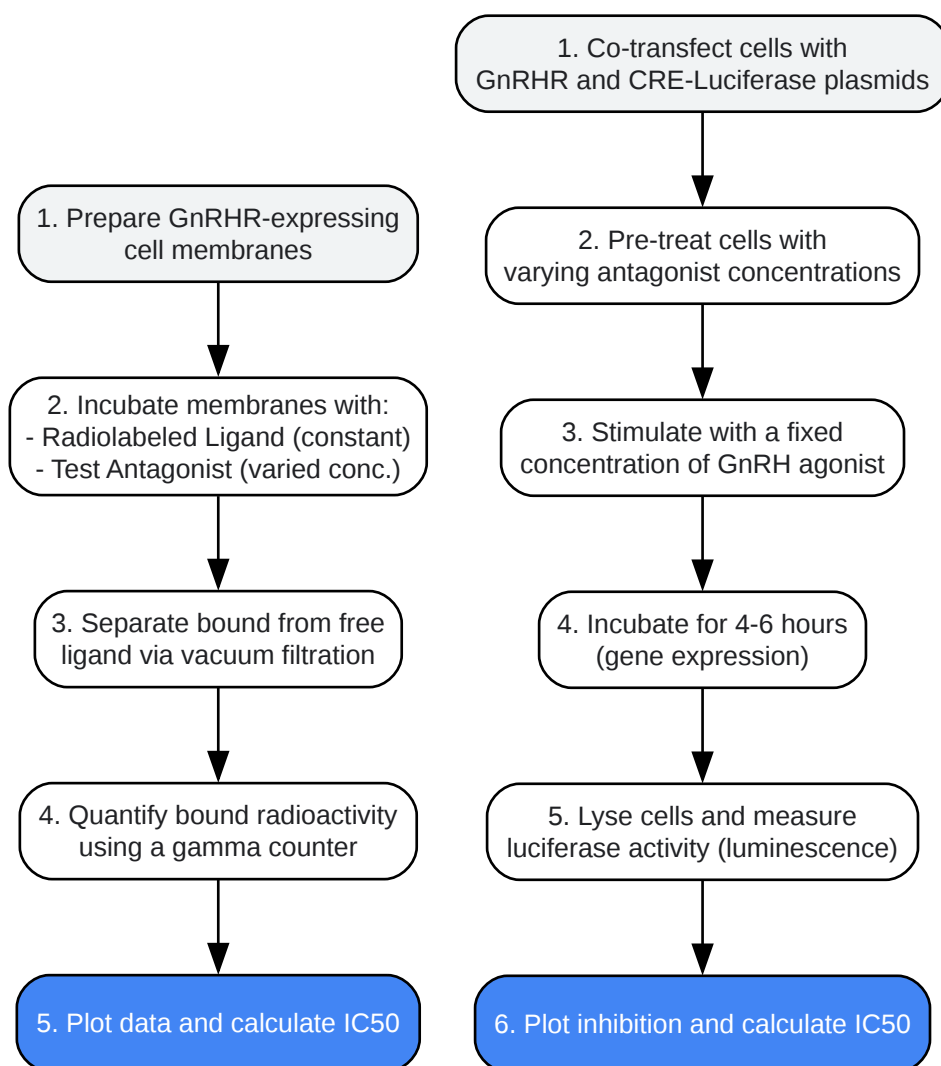 1. Prepare GnRHR-expressing
cell membranes
2. Incubate membranes with:
- Radiolabeled Ligand (constant)
- Test Antagonist (varied conc.)
3. Separate bound from free
ligand via vacuum filtration
4. Quantify bound radioactivity
using a gamma counter
5. Plot data and calculate IC50
1. Co-transfect cells with
GnRHR and CRE-Luciferase plasmids
2. Pre-treat cells with
varying antagonist concentrations
3. Stimulate with a fixed
concentration of GnRH agonist
4. Incubate for 4-6 hours
(gene expression)
5. Lyse cells and measure
luciferase activity (luminescence)
6. Plot inhibition and calculate IC50